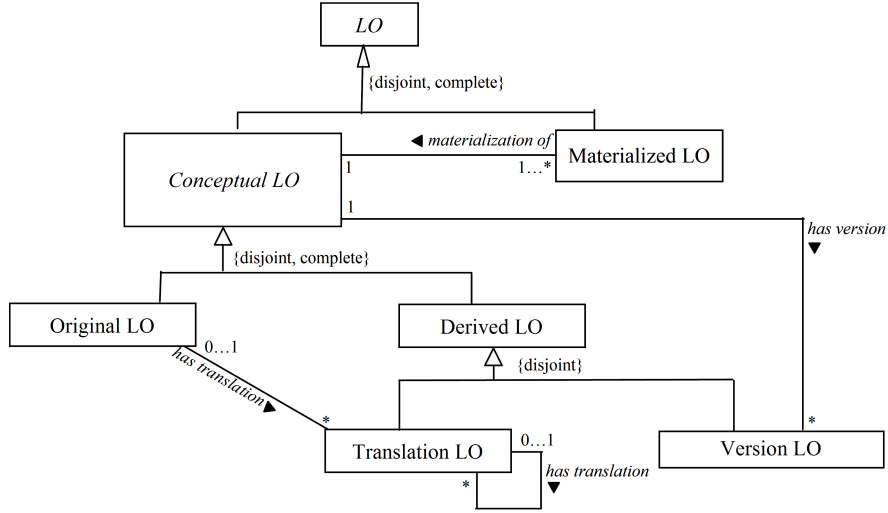 LO
{disjoint, complete}
◄ materialization of
Conceptual LO
Materialized LO
1
1…*
1
has version
▼
{disjoint, complete}
Original LO
Derived LO
0…1
has translation ►
{disjoint}
*
*
Translation LO
0…1
Version LO
has translation
▼
*